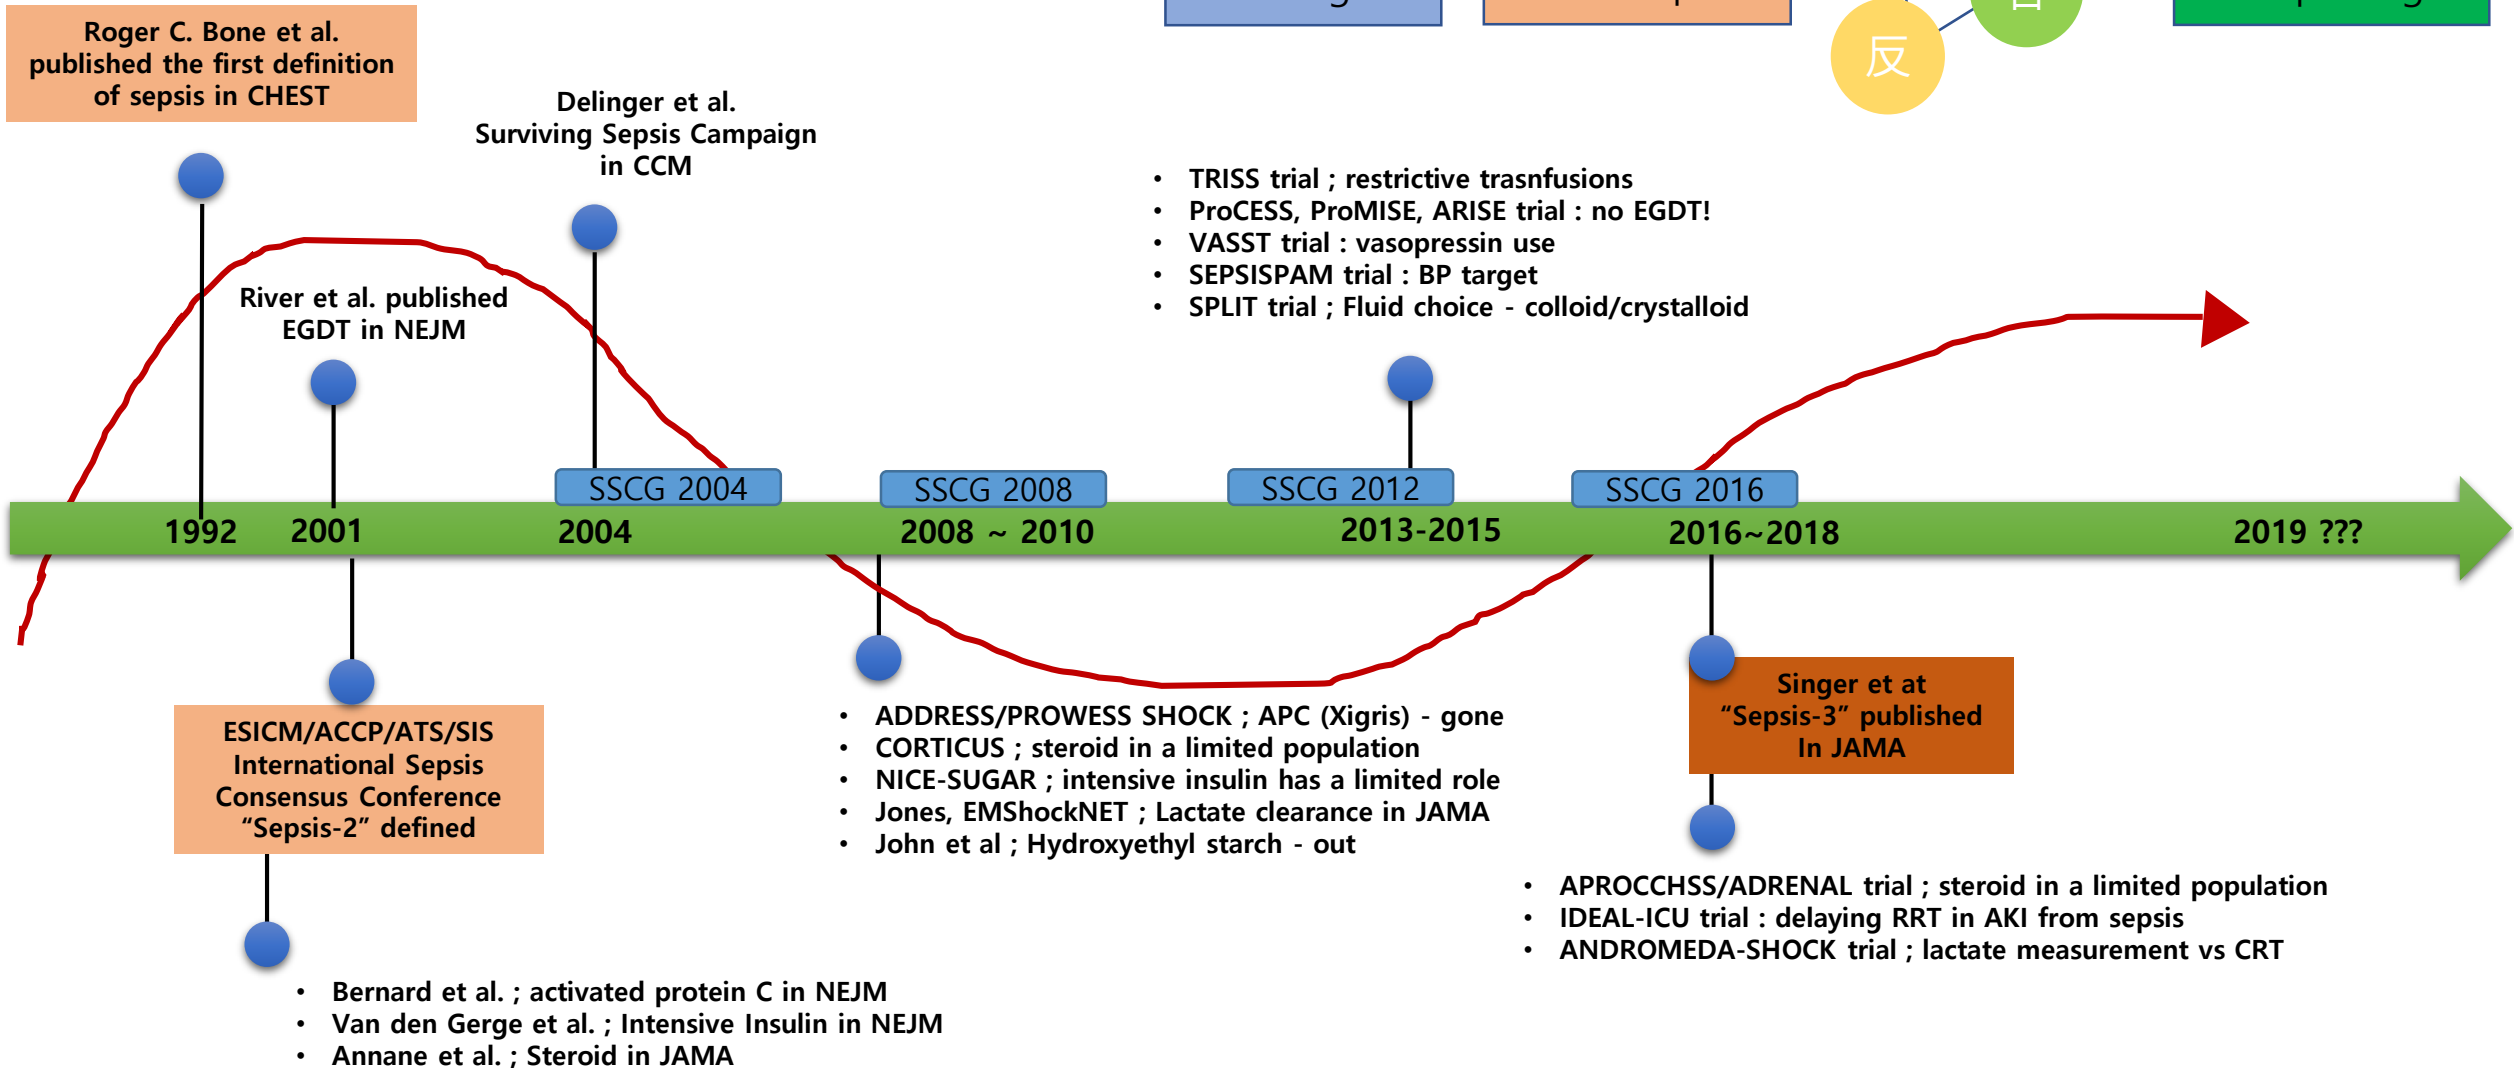 Roger C. Bone et al.
published the first definition
of sepsis in CHEST
反
Delinger et al.
Surviving Sepsis Campaign
in CCM
River et al. published
EGDT in NEJM
• TRISS trial ; restrictive trasnfusions
• ProCESS, ProMISE, ARISE trial : no EGDT!
• VASST trial : vasopressin use
• SEPSISPAM trial : BP target
• SPLIT trial ; Fluid choice - colloid/crystalloid
SSCG 2004
SSCG 2008
SSCG 2012
SSCG 2016
1992
2001
2004
2008 ~ 2010
2013-2015
2016~2018
2019 ???
ESICM/ACCP/ATS/SIS
International Sepsis
Consensus Conference
“Sepsis-2” defined
• ADDRESS/PROWESS SHOCK ; APC (Xigris) - gone
• CORTICUS ; steroid in a limited population
• NICE-SUGAR ; intensive insulin has a limited role
• Jones, EMShockNET ; Lactate clearance in JAMA
• John et al ; Hydroxyethyl starch - out
Singer et at
“Sepsis-3” published
In JAMA
• APROCCHSS/ADRENAL trial ; steroid in a limited population
• IDEAL-ICU trial : delaying RRT in AKI from sepsis
• ANDROMEDA-SHOCK trial ; lactate measurement vs CRT
• Bernard et al. ; activated protein C in NEJM
• Van den Gerge et al. ; Intensive Insulin in NEJM
• Annane et al. ; Steroid in JAMA